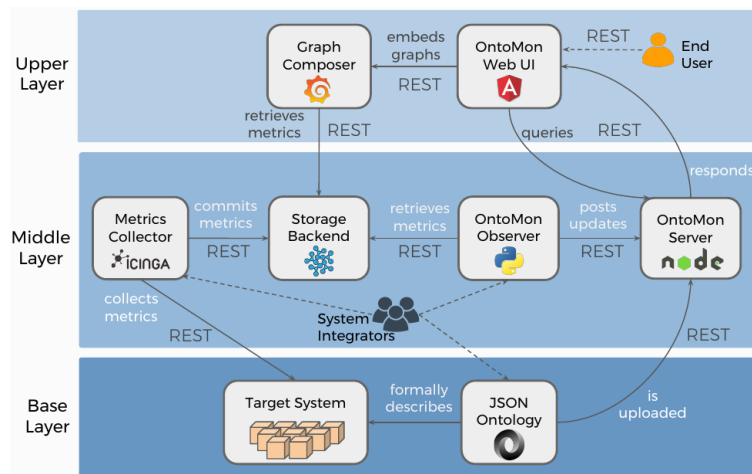 Upper
Layer
Graph
Composer
embeds
graphs
REST
OntoMon
Web UI
REST
End
User
retrieves
metrics
REST
queries
REST
responds
Middle
Layer
Metrics
Collector
ICINGA
commits
metrics
REST
Storage
Backend
retrieves
metrics
REST
OntoMon
Observer
posts
updates
REST
OntoMon
Server
node
collects
metrics
REST
System
Integrators
REST
Base
Layer
Target System
formally
describes
JSON
Ontology
is
uploaded